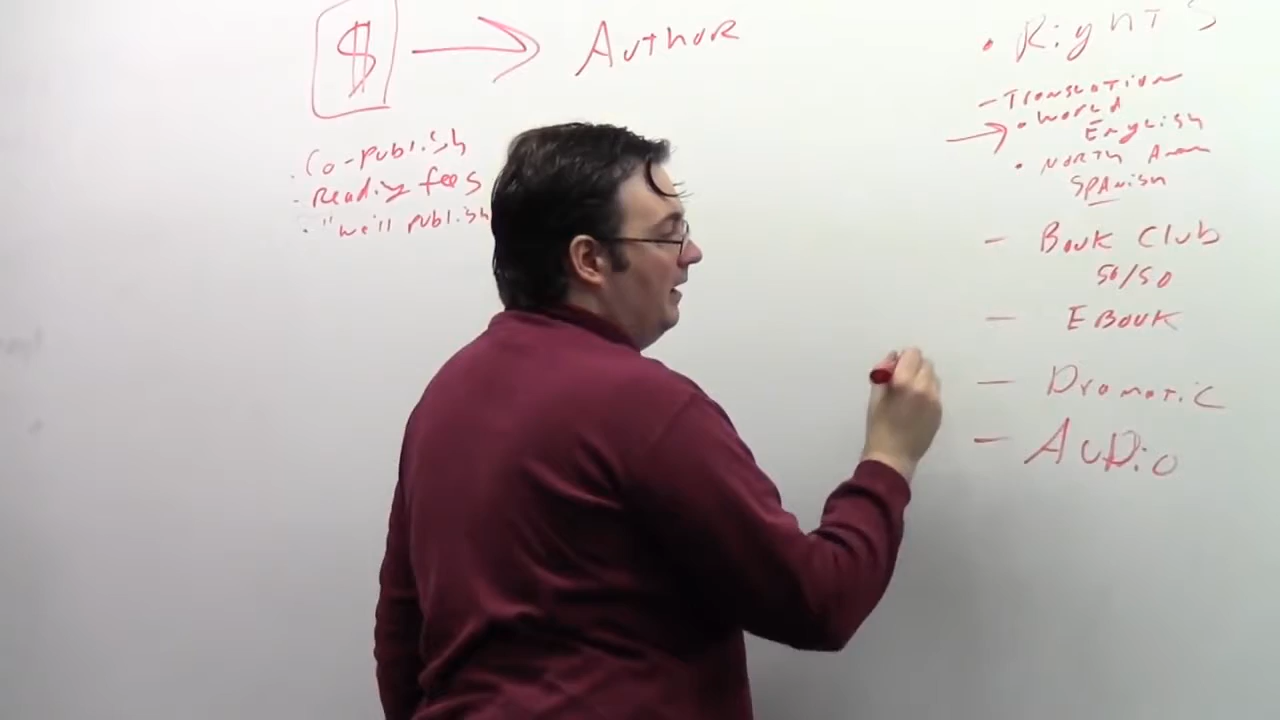 $ → Author
· Co-publish
- Reading fees
· "we'll publish
· Rights
- Translation
→ · World
English
· North Amer
Spanish
- Book Club
50/50
- EBook
- Dramatic
- Audio